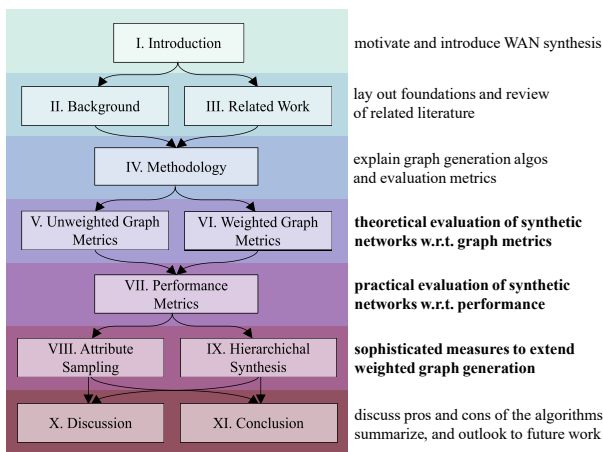 I. Introduction
motivate and introduce WAN synthesis
II. Background
III. Related Work
lay out foundations and review
of related literature
IV. Methodology
explain graph generation algos
and evaluation metrics
V. Unweighted Graph
Metrics
VI. Weighted Graph
Metrics
theoretical evaluation of synthetic
networks w.r.t. graph metrics
VII. Performance
Metrics
practical evaluation of synthetic
networks w.r.t. performance
VIII. Attribute
Sampling
IX. Hierarchichal
Synthesis
sophisticated measures to extend
weighted graph generation
X. Discussion
XI. Conclusion
discuss pros and cons of the algorithms
summarize, and outlook to future work